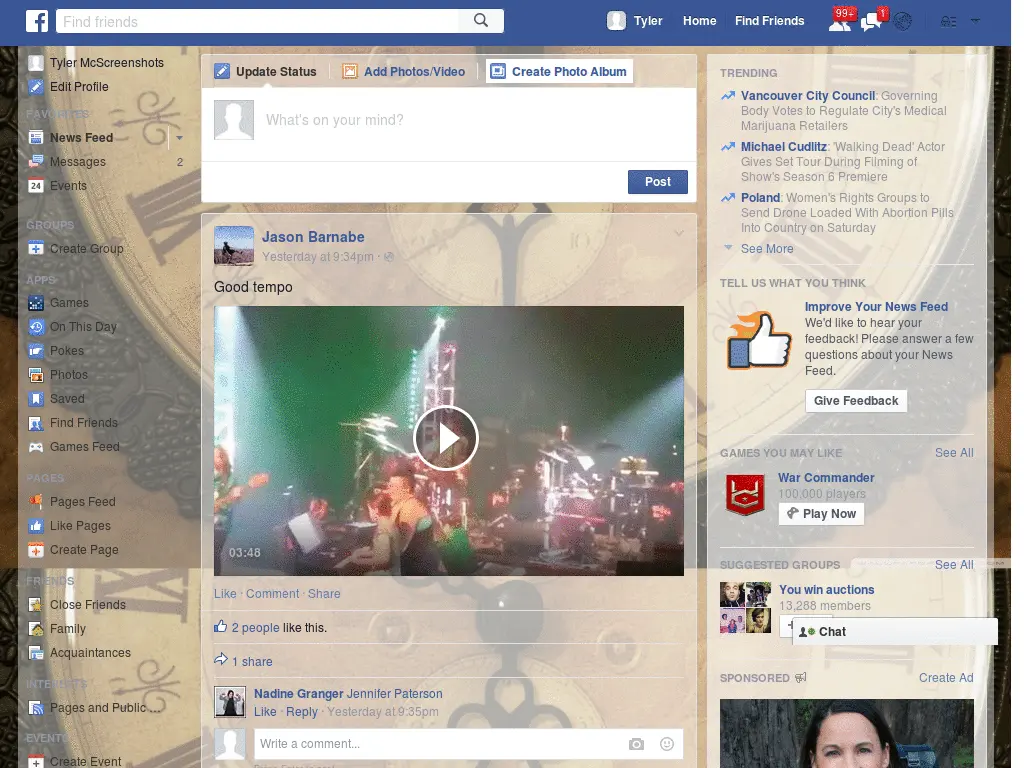 Find friends
Tyler
Home
Find Friends
99+
1
Tyler McScreenshots
Edit Profile
FAVORITES
News Feed
Messages 2
24 Events
GROUPS
Create Group
APPS
Games
On This Day
Pokes
Photos
Saved
Find Friends
Games Feed
PAGES
Pages Feed
Like Pages
Create Page
FRIENDS
Close Friends
Family
Acquaintances
INTERESTS
Pages and Public ...
EVENTS
Create Event
Update Status
Add Photos/Video
Create Photo Album
What's on your mind?
Post
Jason Barnabe
Yesterday at 9:34pm ·
Good tempo
03:48
Like · Comment · Share
2 people like this.
1 share
Nadine Granger Jennifer Paterson
Like · Reply · Yesterday at 9:35pm
Write a comment...
TRENDING
Vancouver City Council: Governing
Body Votes to Regulate City's Medical
Marijuana Retailers
Michael Cudlitz: 'Walking Dead' Actor
Gives Set Tour During Filming of
Show's Season 6 Premiere
Poland: Women's Rights Groups to
Send Drone Loaded With Abortion Pills
Into Country on Saturday
See More
TELL US WHAT YOU THINK
Improve Your News Feed
We'd like to hear your
feedback! Please answer a few
questions about your News
Feed.
Give Feedback
GAMES YOU MAY LIKE See All
War Commander
100,000 players
Play Now
SUGGESTED GROUPS See All
You win auctions
13,288 members
Chat
SPONSORED Create Ad